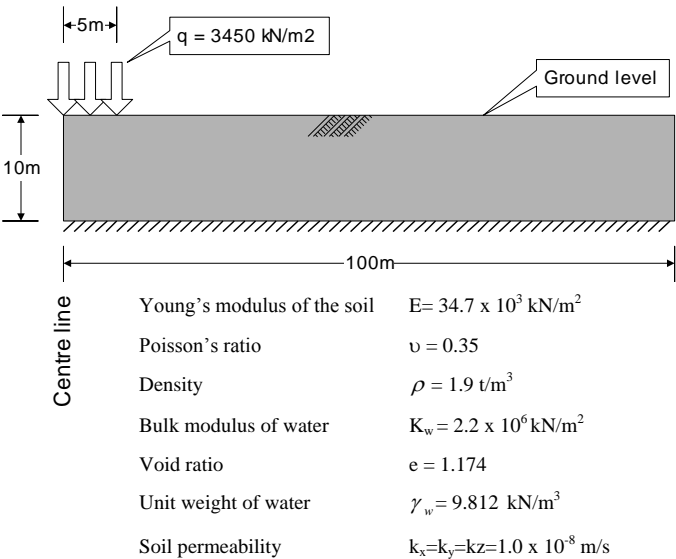 5m
q = 3450 kN/m2
Ground level
10m
100m
Centre line
Young's modulus of the soil E= 34.7 x 10³ kN/m²
Poisson's ratio υ = 0.35
Density ρ = 1.9 t/m³
Bulk modulus of water K_w = 2.2 x 10⁶ kN/m²
Void ratio e = 1.174
Unit weight of water γ_w = 9.812 kN/m³
Soil permeability k_x=k_y=kz=1.0 x 10⁻⁸ m/s